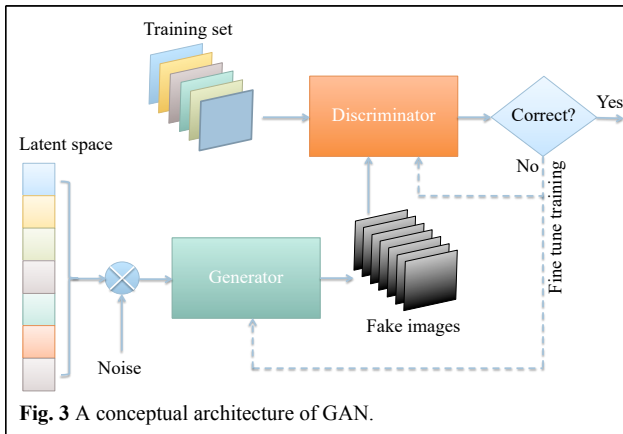 Training set
Discriminator
Correct?
Yes
Latent space
No
Fine tune training
Generator
Fake images
Noise
Fig. 3 A conceptual architecture of GAN.